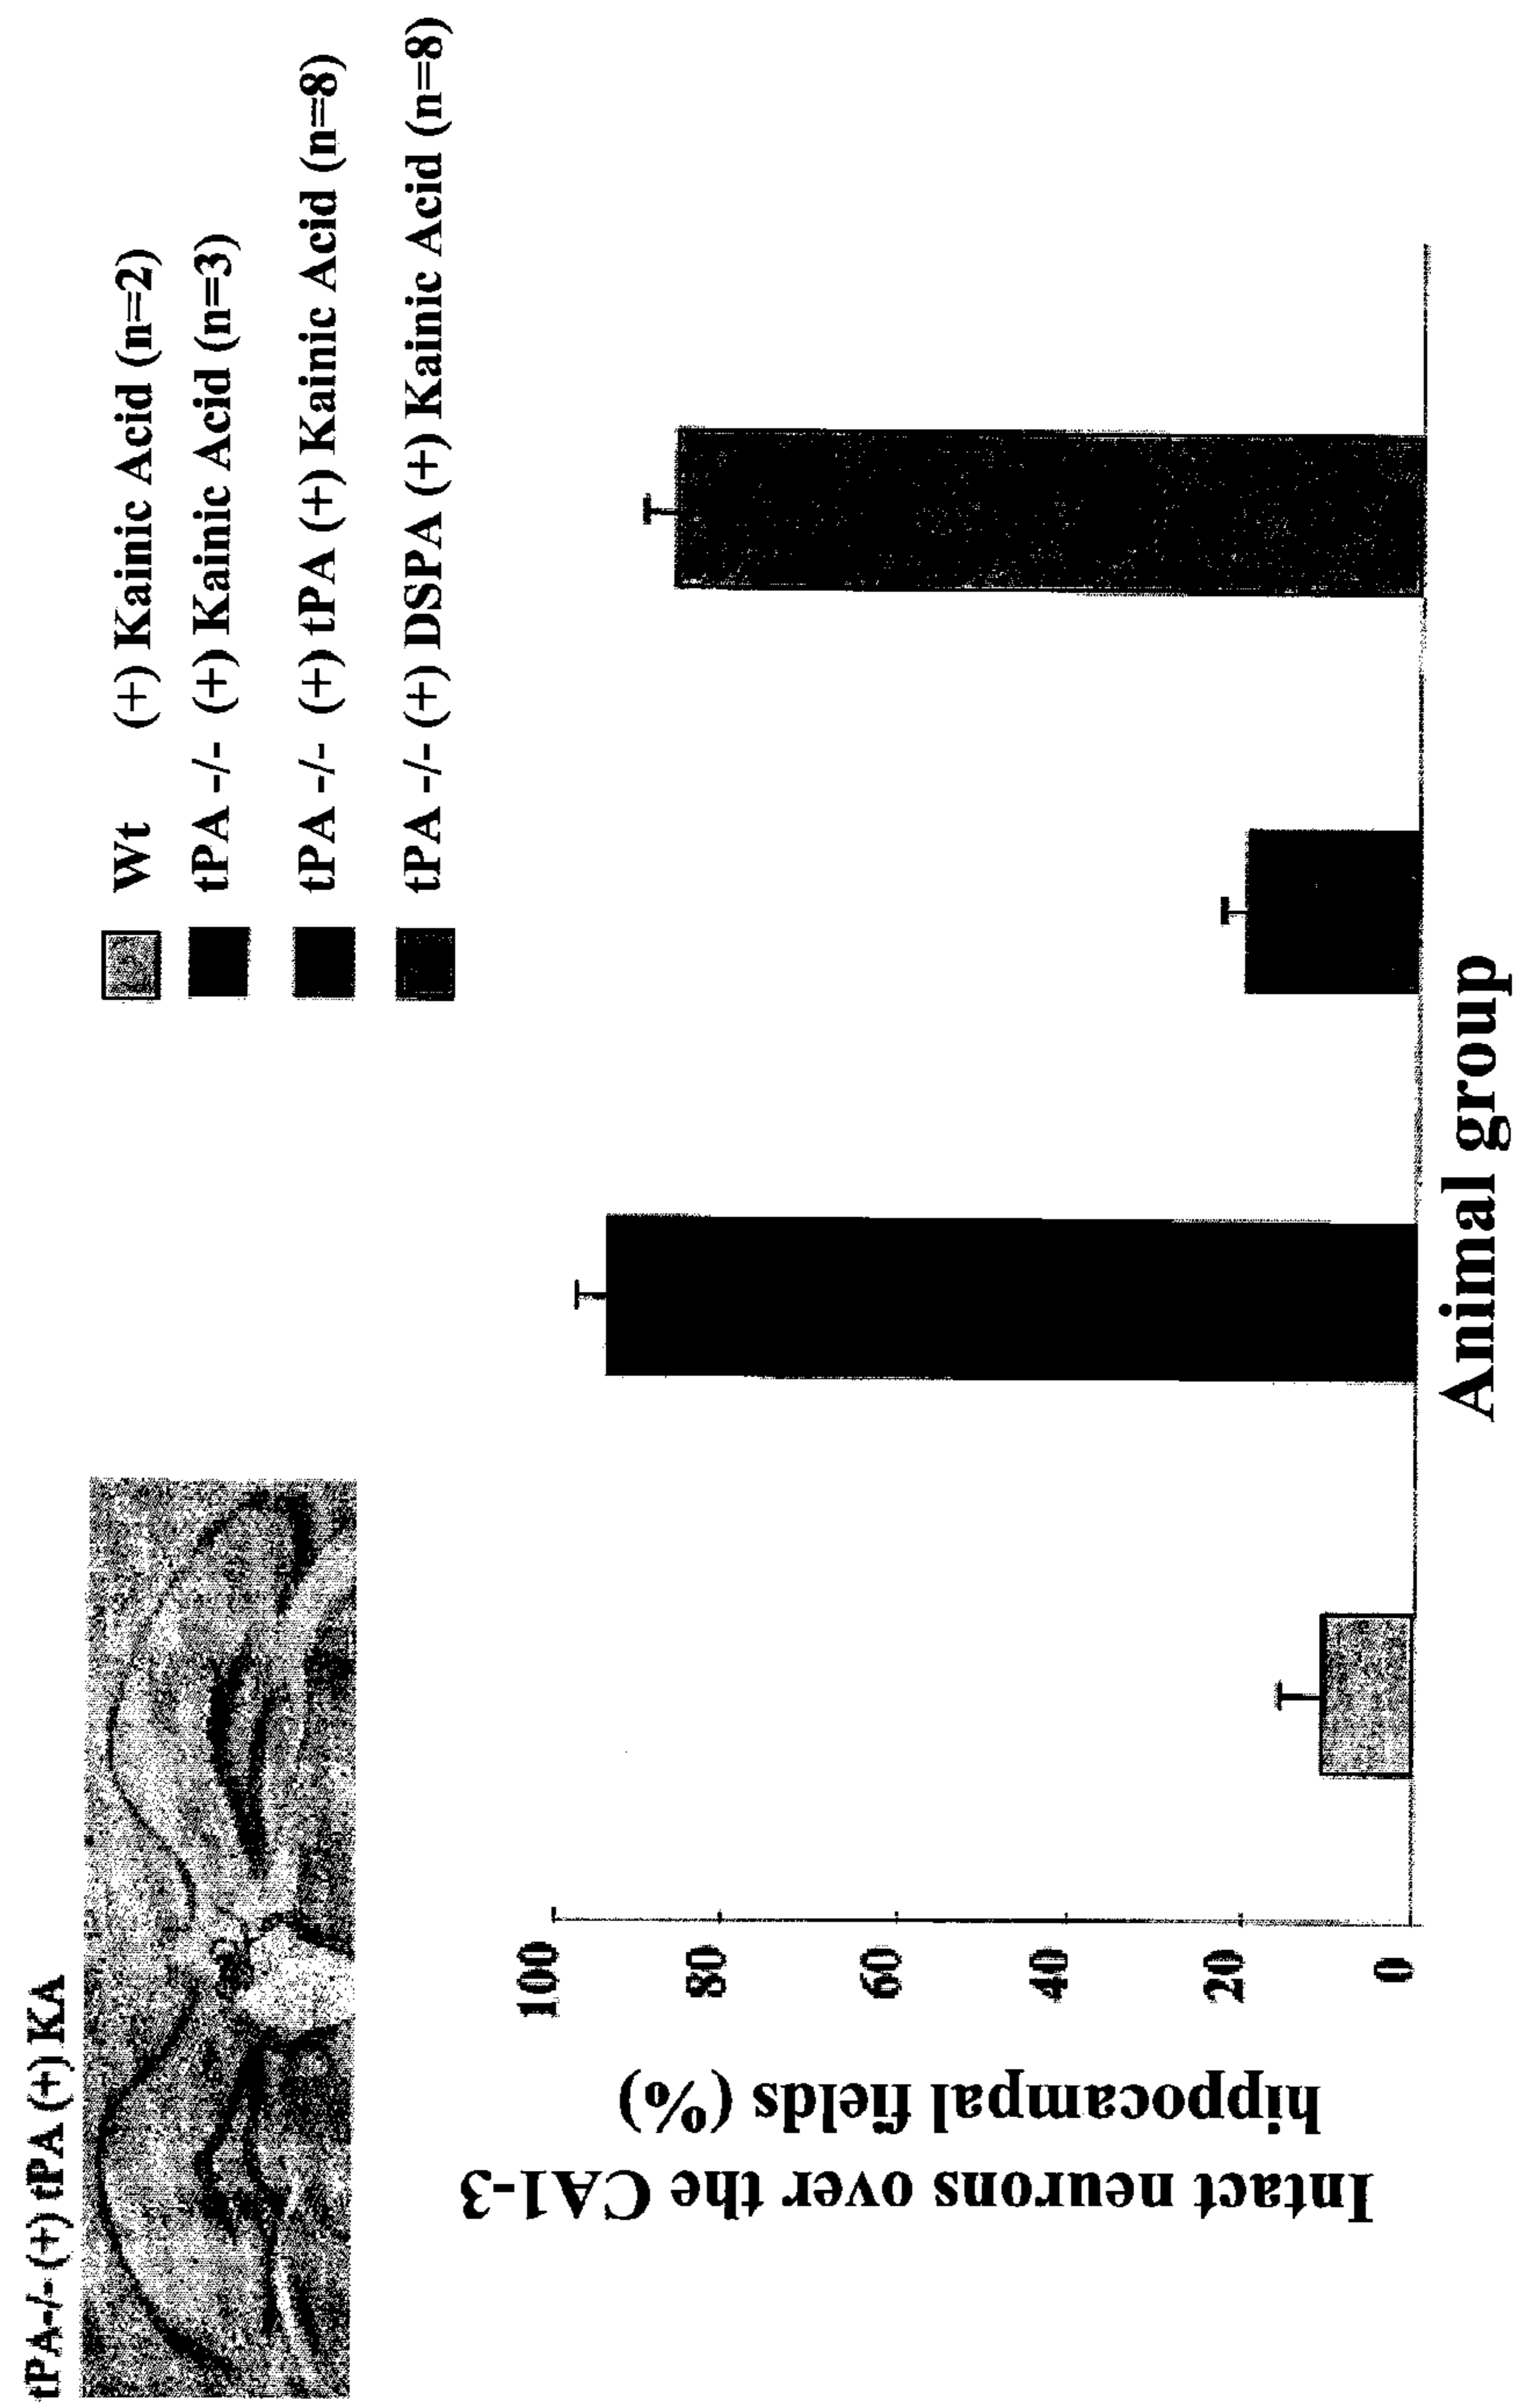 tPA-/- (+) tPA (+) KA
Wt (+) Kainic Acid (n=2)
tPA -/- (+) Kainic Acid (n=3)
tPA -/- (+) tPA (+) Kainic Acid (n=8)
tPA -/- (+) DSPA (+) Kainic Acid (n=8)
Intact neurons over the CA1-3
hippocampal fields (%)
100
80
60
40
20
0
Animal group